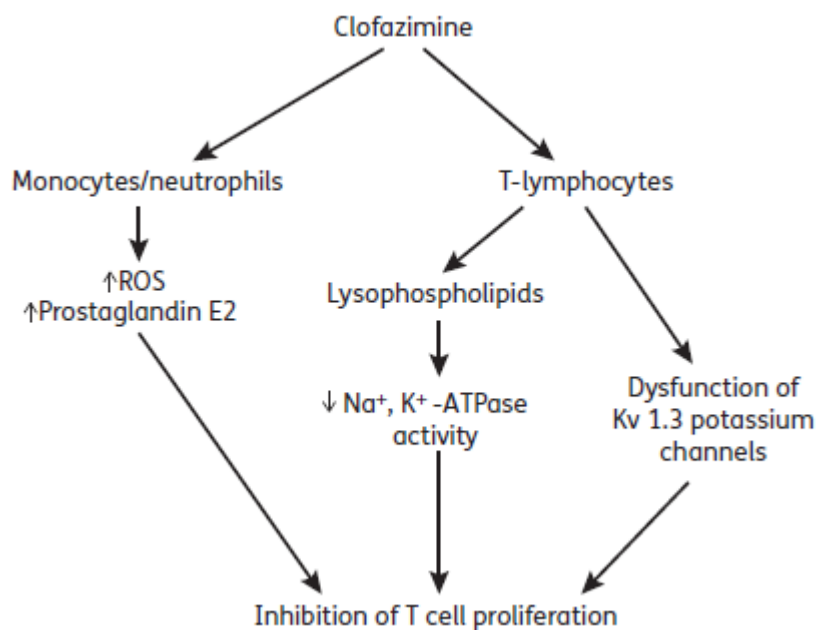 Clofazimine
Monocytes/neutrophils
T-lymphocytes
↑ROS
↑Prostaglandin E2
Lysophospholipids
↓ Na⁺, K⁺ -ATPase
activity
Dysfunction of
Kv 1.3 potassium
channels
Inhibition of T cell proliferation